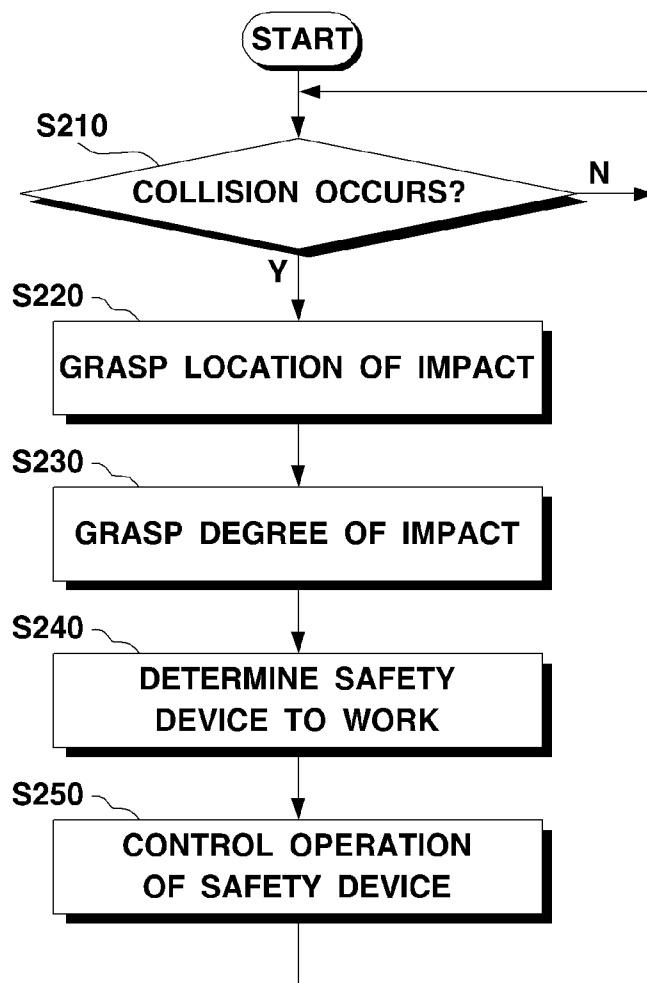 START
S210
COLLISION OCCURS?
N
Y
S220
GRASP LOCATION OF IMPACT
S230
GRASP DEGREE OF IMPACT
S240
DETERMINE SAFETY
DEVICE TO WORK
S250
CONTROL OPERATION
OF SAFETY DEVICE